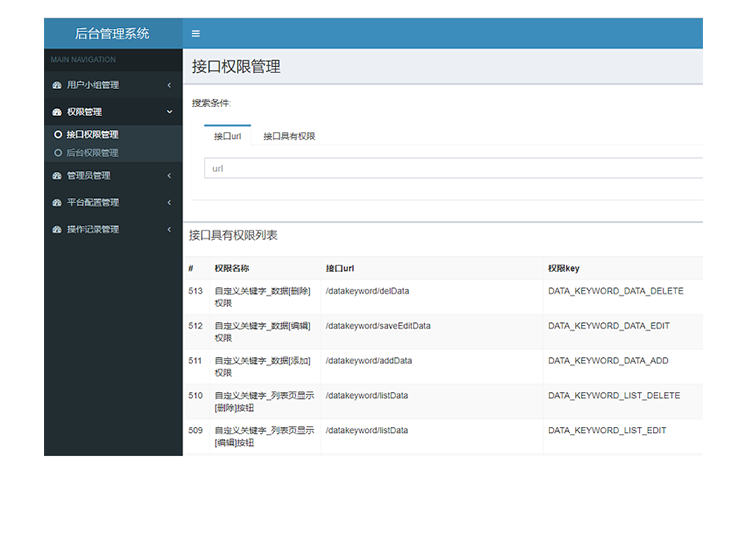 后台管理系统
MAIN NAVIGATION
用户小组管理
权限管理
接口权限管理
后台权限管理
管理员管理
平台配置管理
操作记录管理
接口权限管理
搜索条件:
接口url 接口具有权限
url
接口具有权限列表
# 权限名称 接口url 权限key
513 自定义关键字_数据[删除] /datakeyword/delData DATA_KEYWORD_DATA_DELETE
权限
512 自定义关键字_数据[编辑] /datakeyword/saveEditData DATA_KEYWORD_DATA_EDIT
权限
511 自定义关键字_数据[添加] /datakeyword/addData DATA_KEYWORD_DATA_ADD
权限
510 自定义关键字_列表页显示 /datakeyword/listData DATA_KEYWORD_LIST_DELETE
[删除]按钮
509 自定义关键字_列表页显示 /datakeyword/listData DATA_KEYWORD_LIST_EDIT
[编辑]按钮